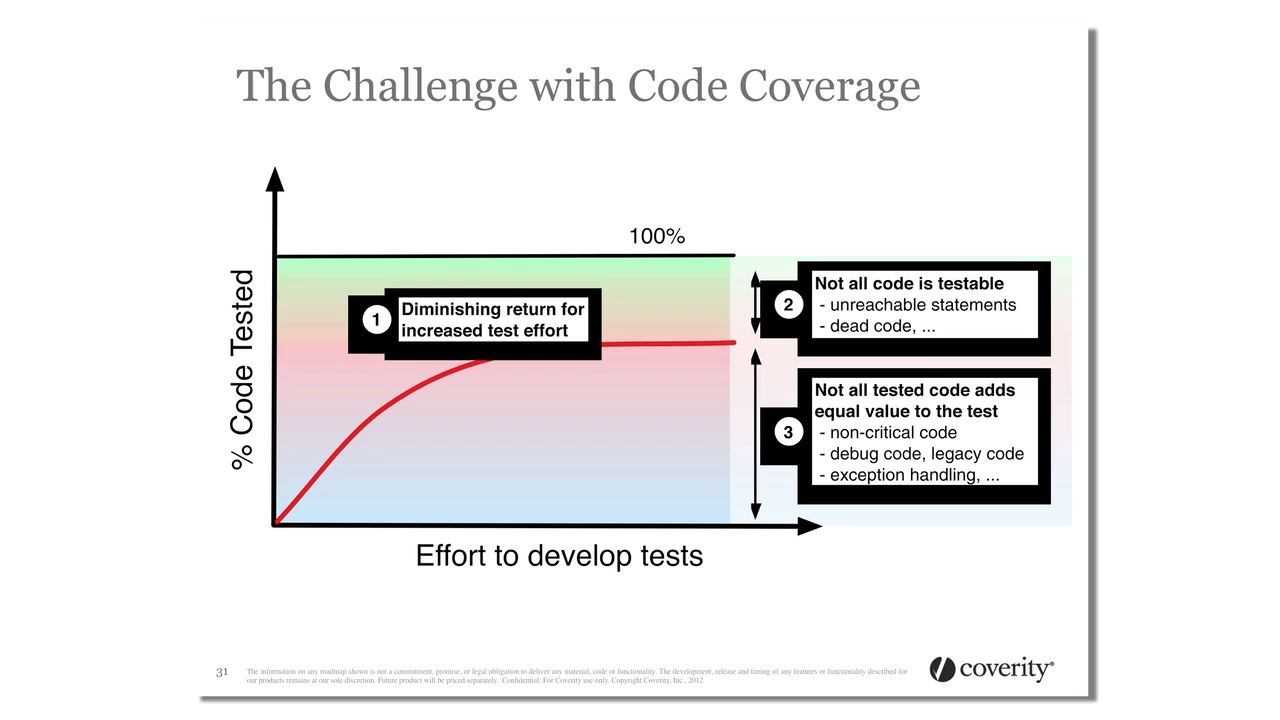 The Challenge with Code Coverage
100%
% Code Tested
1
Diminishing return for
increased test effort
2
Not all code is testable
- unreachable statements
- dead code, ...
3
Not all tested code adds
equal value to the test
- non-critical code
- debug code, legacy code
- exception handling, ...
Effort to develop tests
31
The information on any roadmap shown is not a commitment, promise, or legal obligation to deliver any material, code or functionality. The development, release and timing of any features or functionality described for
our products remains at our sole discretion. Future product will be priced separately. Confidential: For Coverity use only. Copyright Coverity, Inc., 2012
coverity®